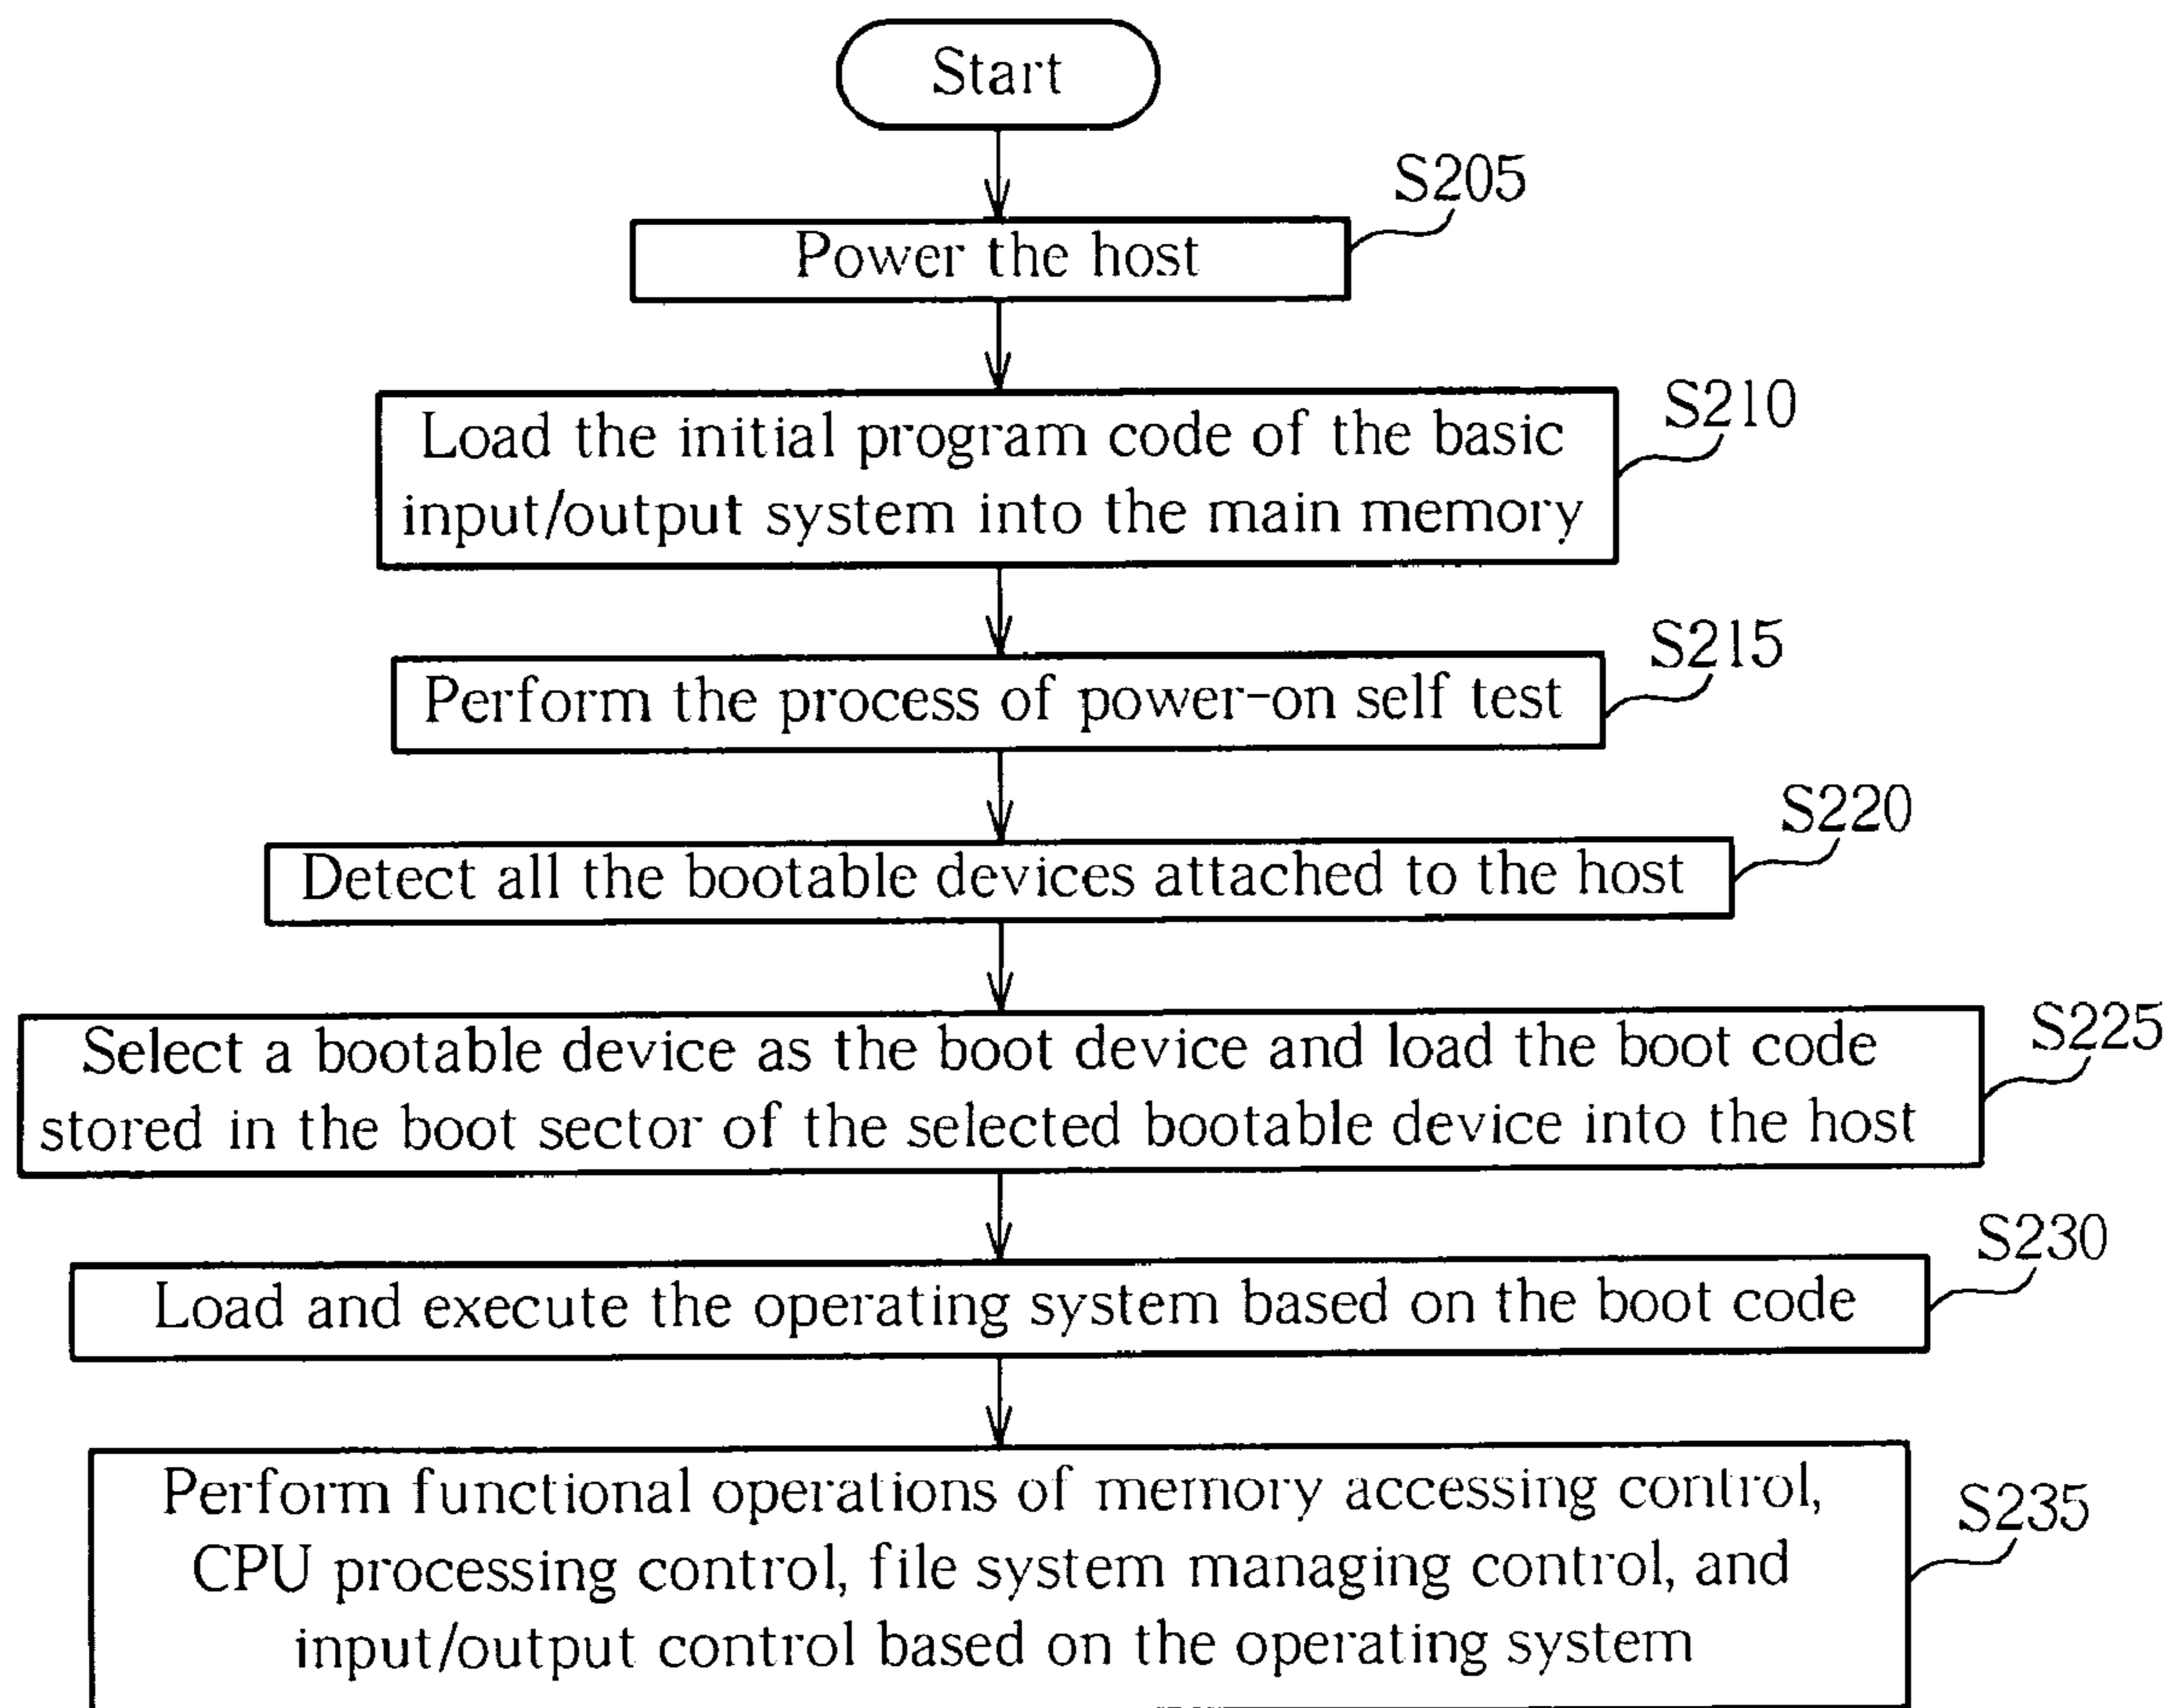 Start
S205
Power the host
S210
Load the initial program code of the basic
input/output system into the main memory
S215
Perform the process of power-on self test
S220
Detect all the bootable devices attached to the host
S225
Select a bootable device as the boot device and load the boot code
stored in the boot sector of the selected bootable device into the host
S230
Load and execute the operating system based on the boot code
S235
Perform functional operations of memory accessing control,
CPU processing control, file system managing control, and
input/output control based on the operating system